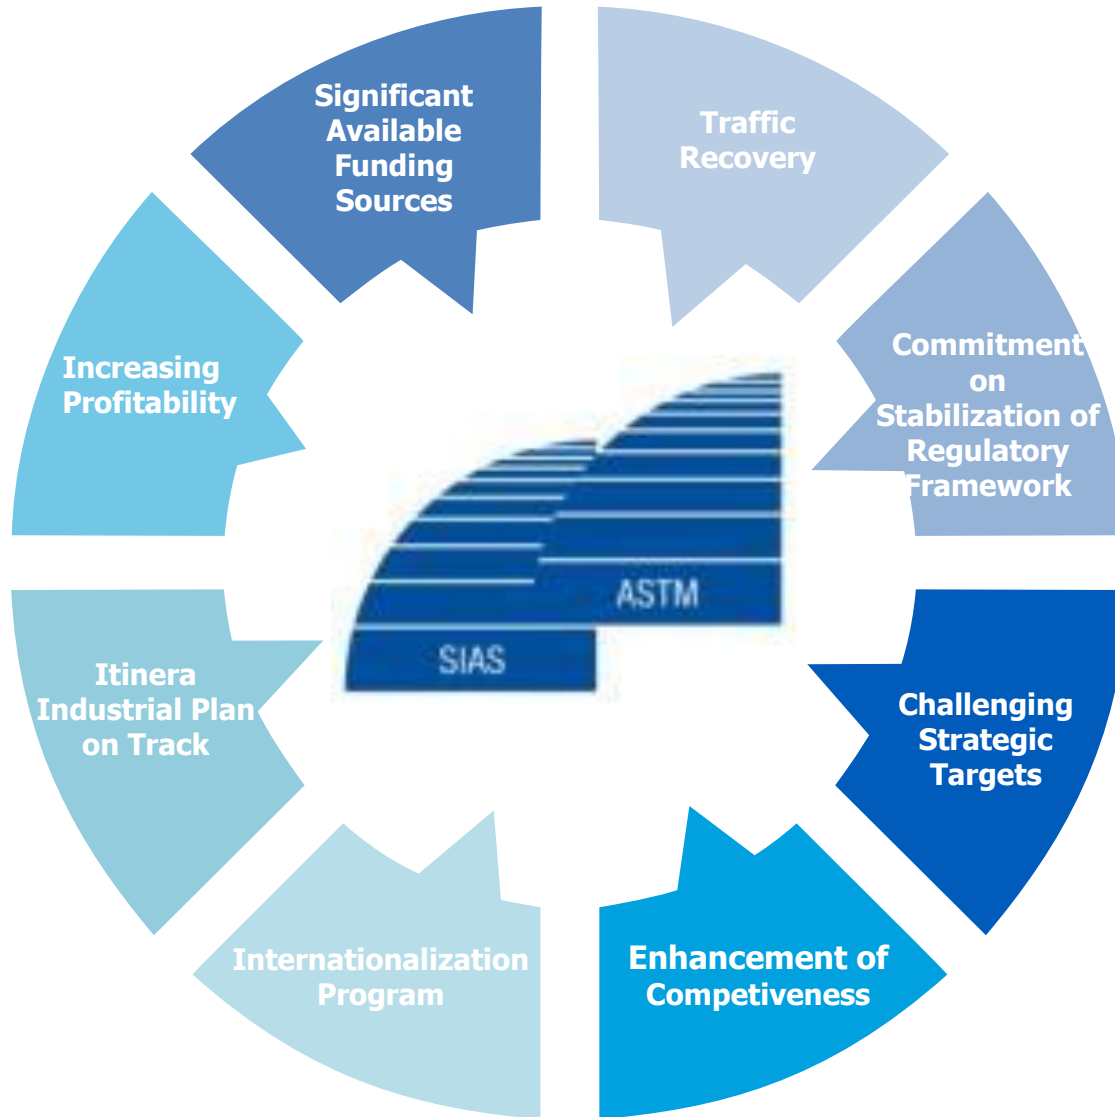 Significant
Available
Funding
Sources
Traffic
Recovery
Increasing
Profitability
Commitment
on
Stabilization of
Regulatory
Framework
ASTM
SIAS
Itinera
Industrial Plan
on Track
Challenging
Strategic
Targets
Internationalization
Program
Enhancement of
Competiveness